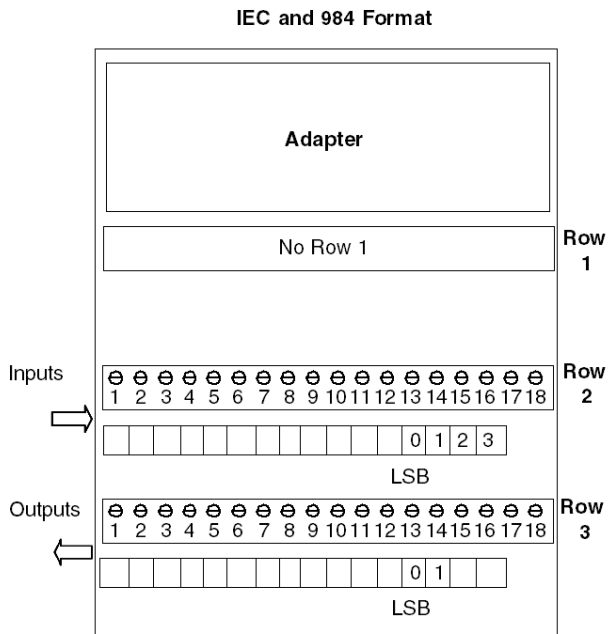 IEC and 984 Format
Adapter
No Row 1
Row
1
Inputs
Row
2
1 2 3 4 5 6 7 8 9 10 11 12 13 14 15 16 17 18
0 1 2 3
LSB
Outputs
Row
3
1 2 3 4 5 6 7 8 9 10 11 12 13 14 15 16 17 18
0 1
LSB